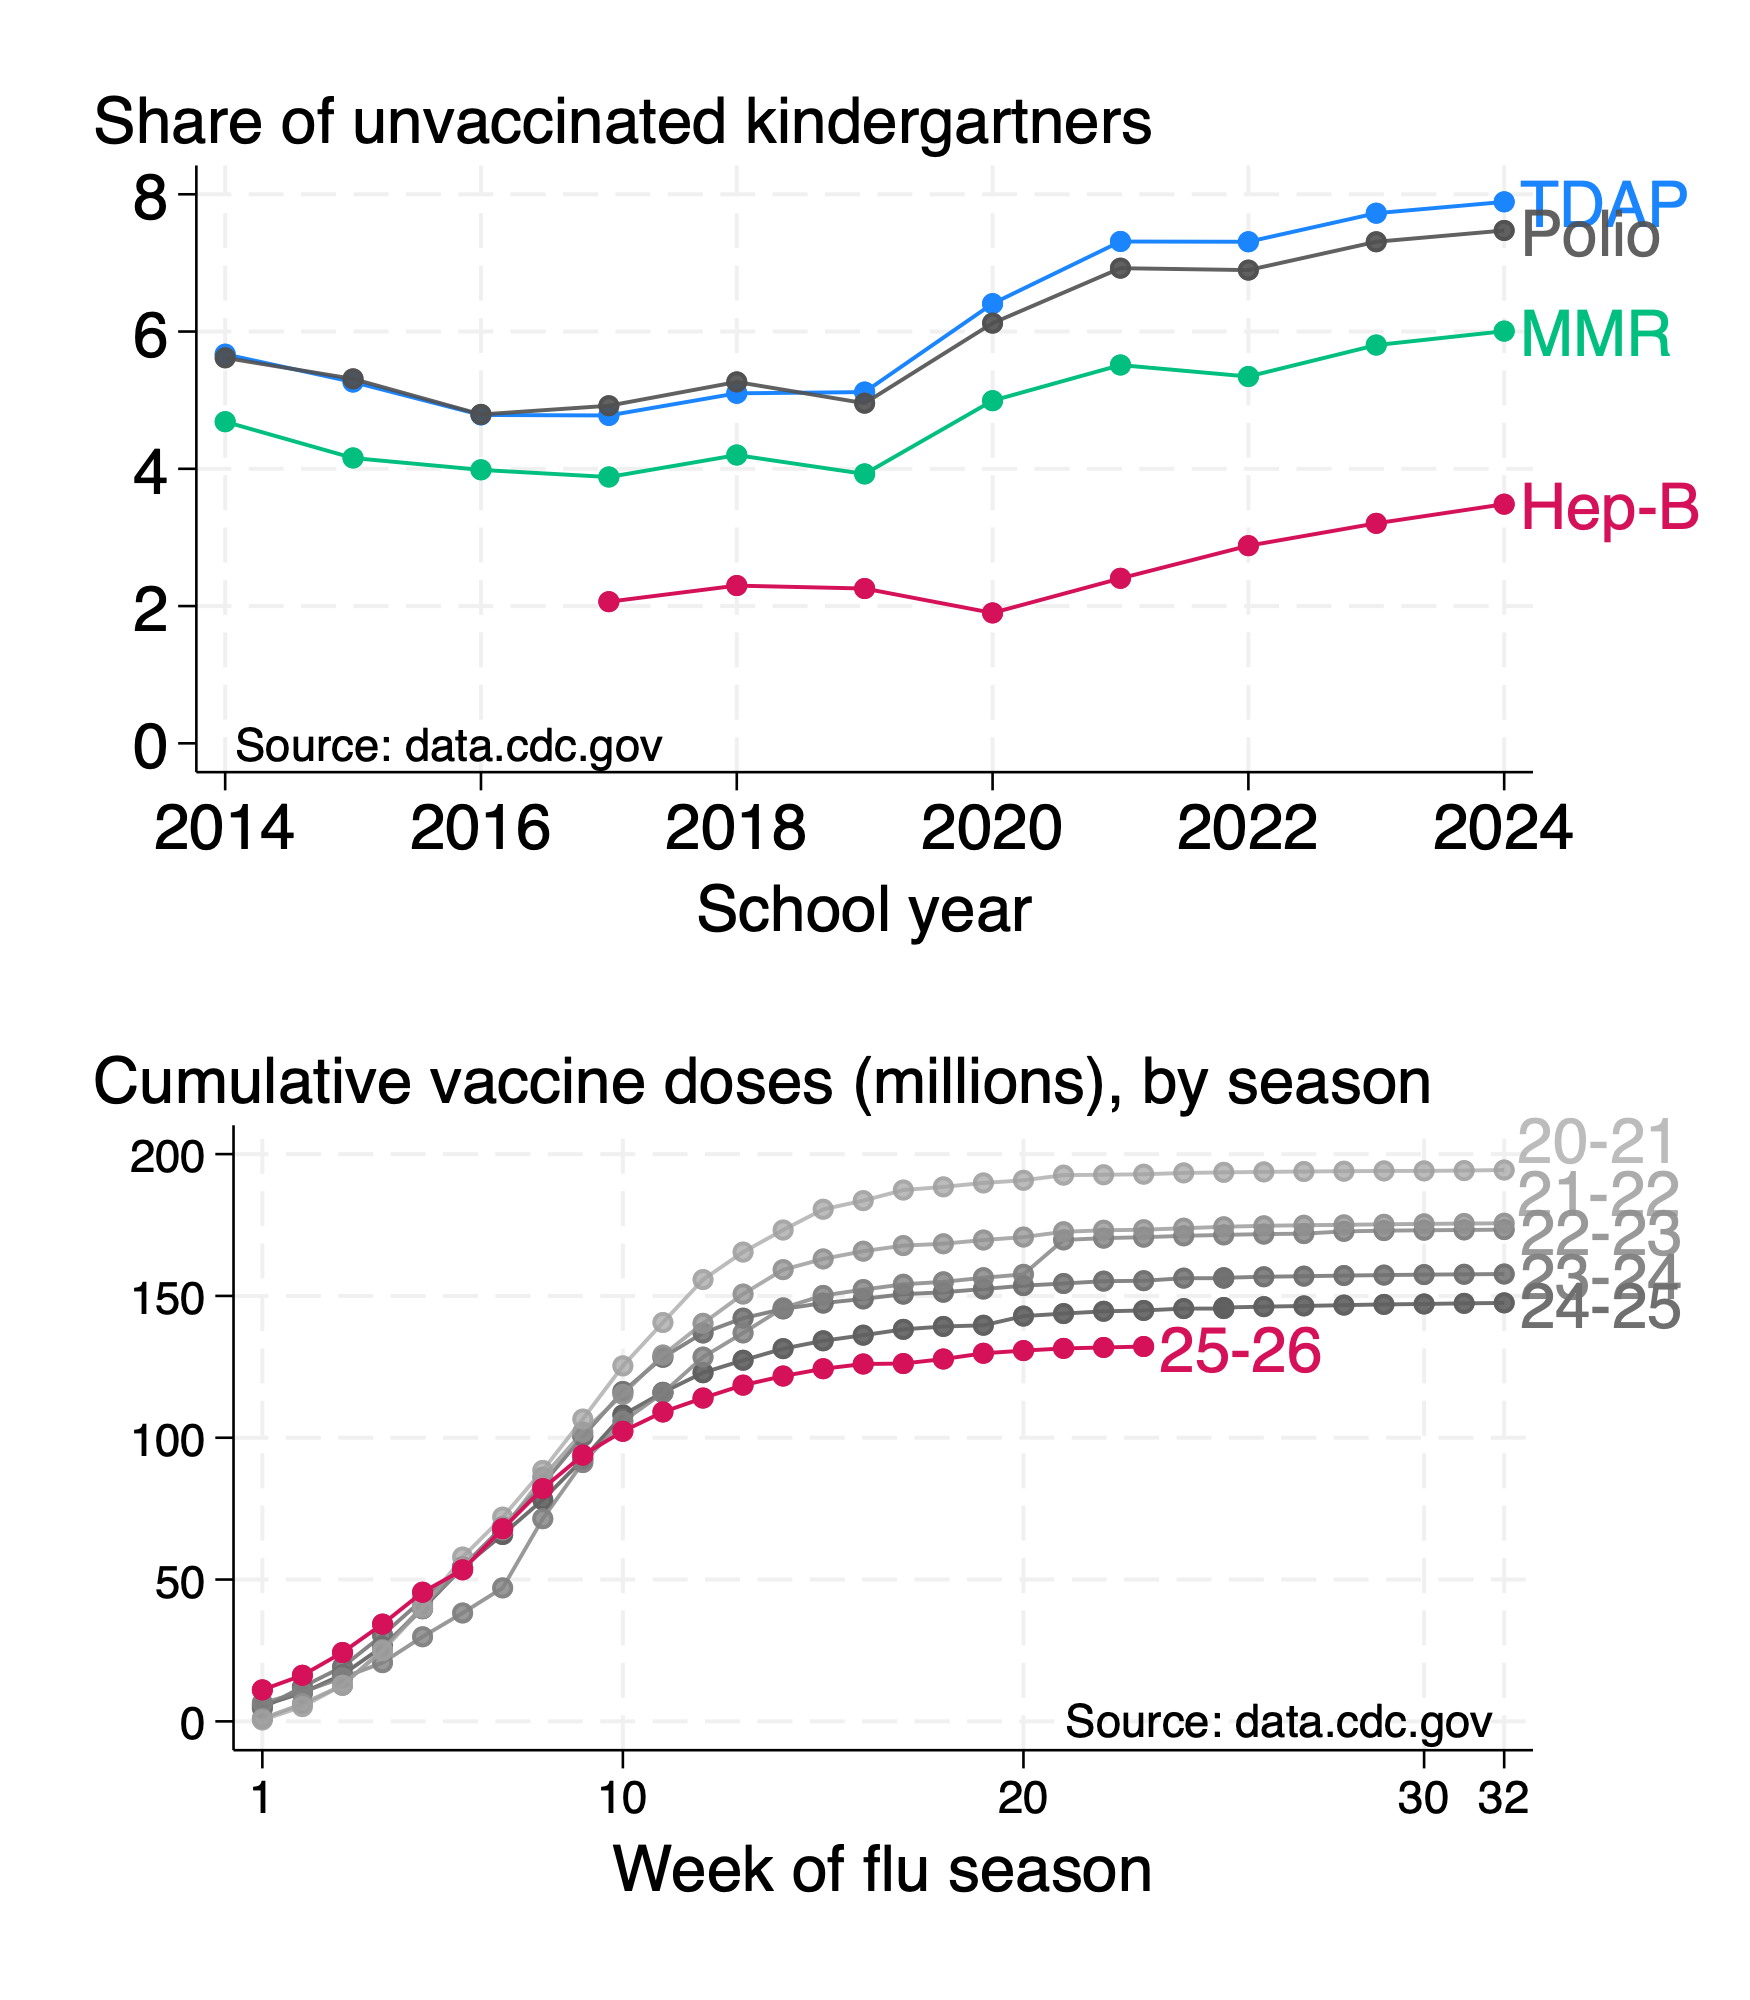 Share of unvaccinated kindergartners
8
TDAP
Polio
6
MMR
4
Hep-B
2
0
Source: data.cdc.gov
2014 2016 2018 2020 2022 2024
School year
Cumulative vaccine doses (millions), by season
20-21
200
21-22
22-23
23-24
150
24-25
25-26
100
50
0
Source: data.cdc.gov
1 10 20 30 32
Week of flu season